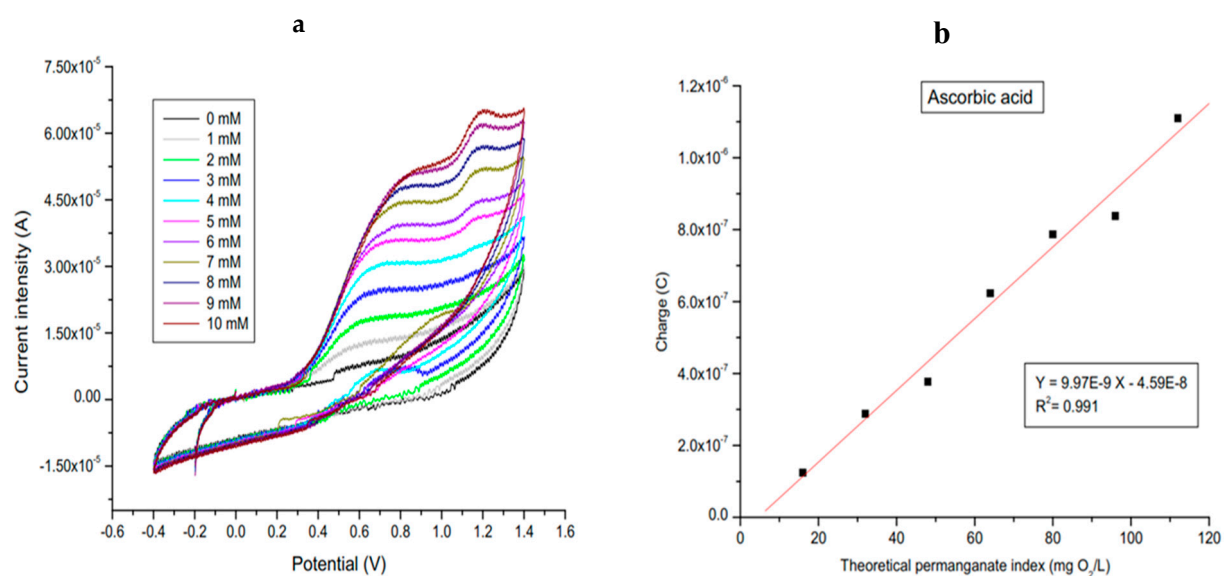 a
7.50x10⁻⁵
6.00x10⁻⁵
4.50x10⁻⁵
3.00x10⁻⁵
1.50x10⁻⁵
0.00
-1.50x10⁻⁵
Current intensity (A)
0 mM
1 mM
2 mM
3 mM
4 mM
5 mM
6 mM
7 mM
8 mM
9 mM
10 mM
-0.6 -0.4 -0.2 0.0 0.2 0.4 0.6 0.8 1.0 1.2 1.4 1.6
Potential (V)
b
1.2x10⁻⁶
1.0x10⁻⁶
8.0x10⁻⁷
6.0x10⁻⁷
4.0x10⁻⁷
2.0x10⁻⁷
0.0
Charge (C)
Ascorbic acid
Y = 9.97E-9 X - 4.59E-8
R²= 0.991
0 20 40 60 80 100 120
Theoretical permanganate index (mg O₂/L)